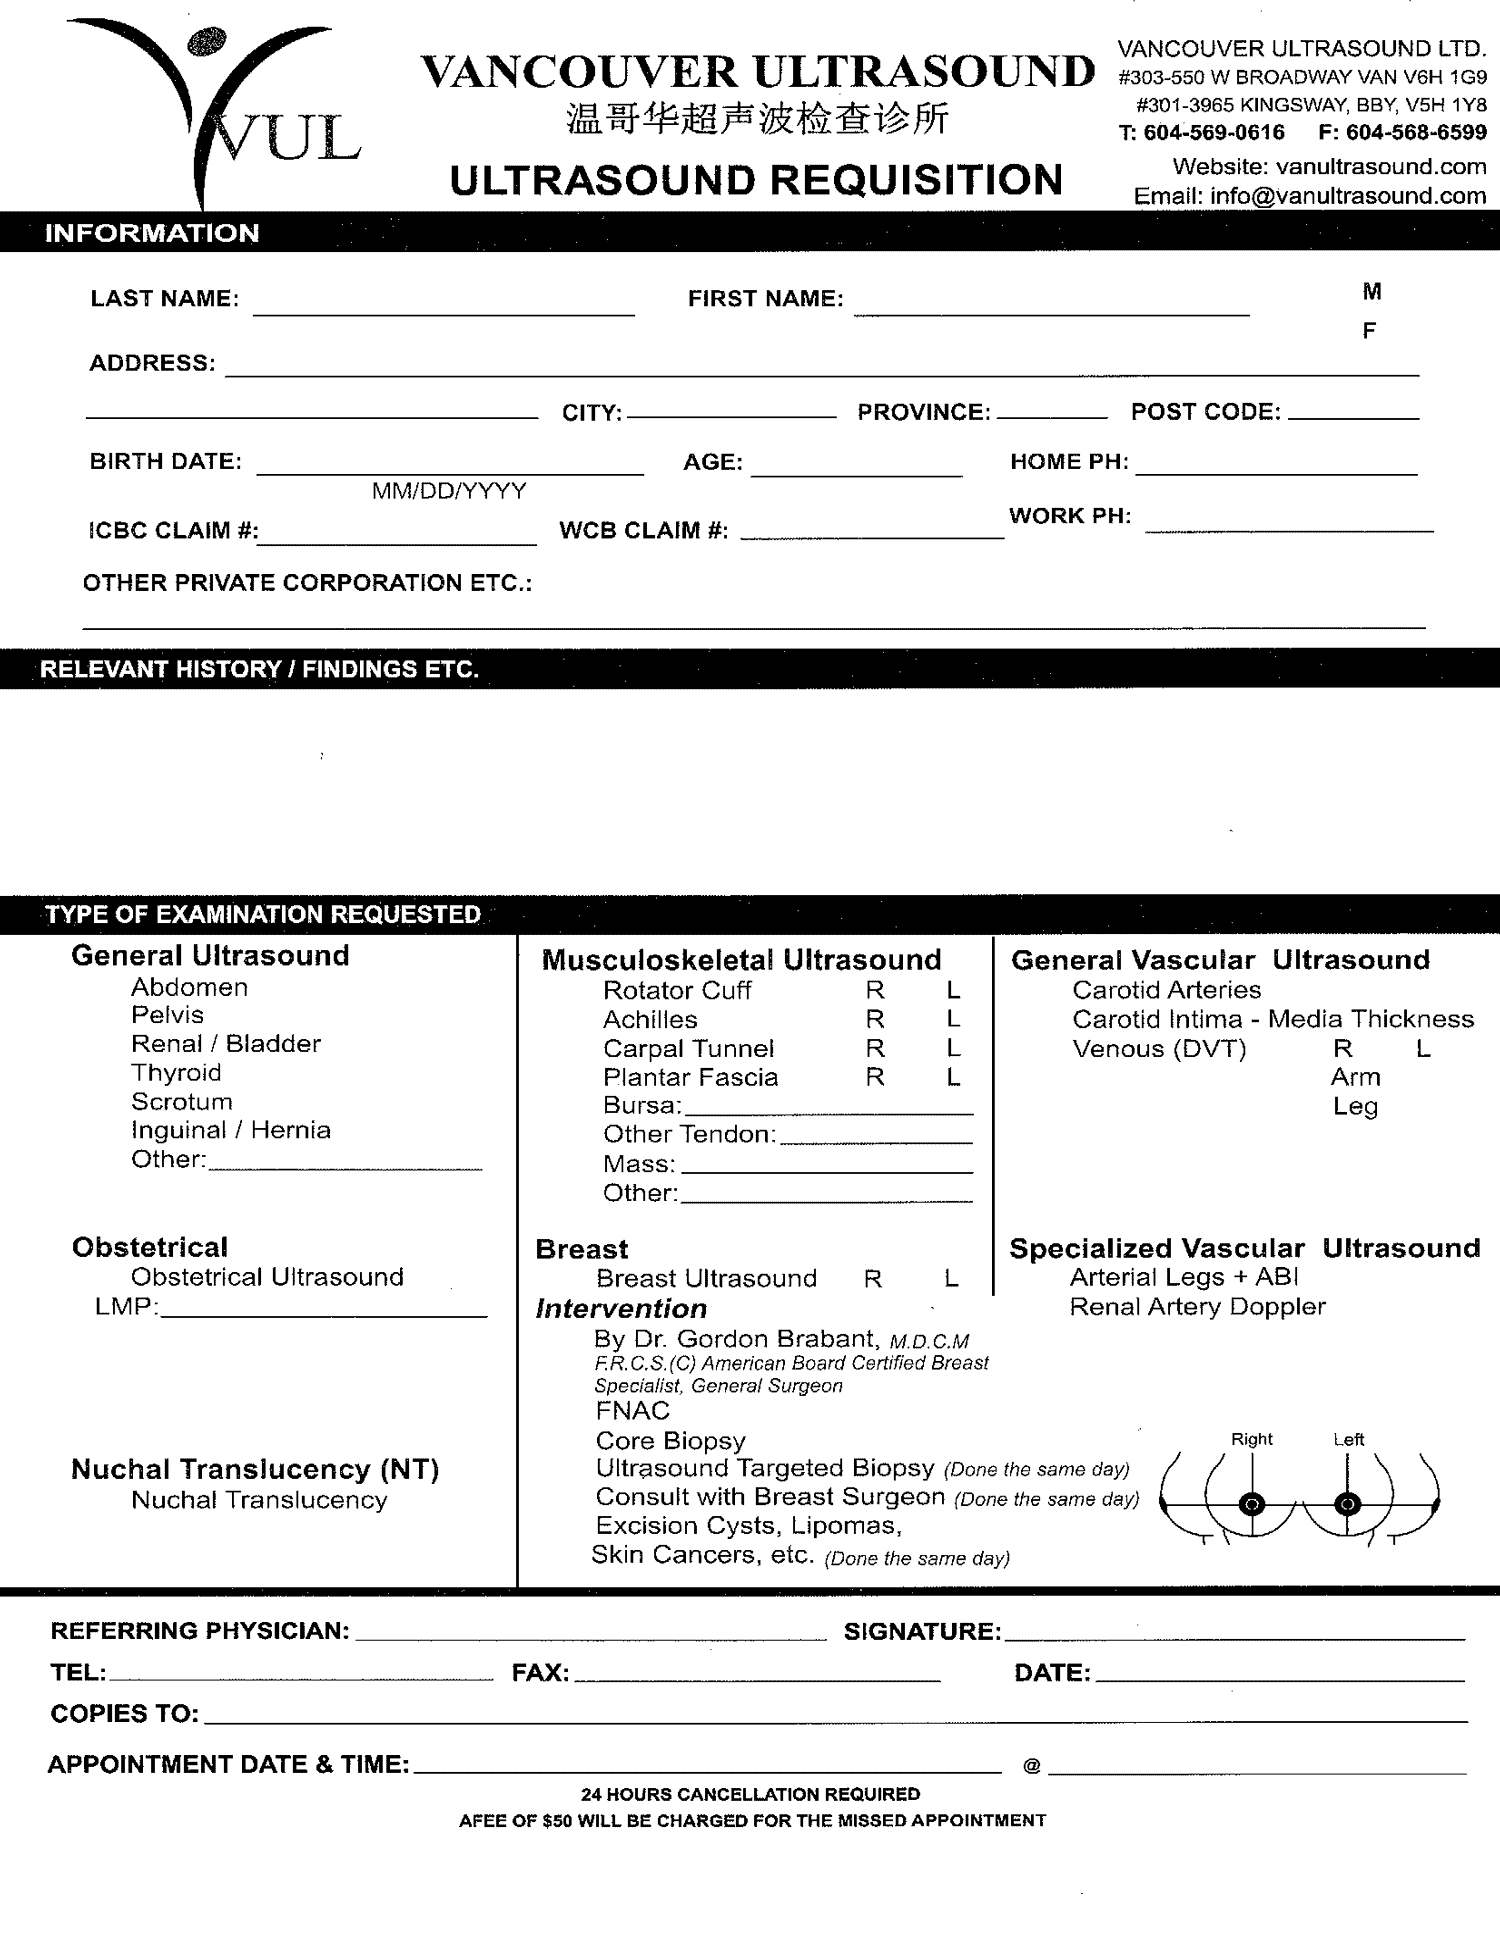 VUL
VANCOUVER ULTRASOUND
温哥华超声波检查诊所
ULTRASOUND REQUISITION
VANCOUVER ULTRASOUND LTD.
#303-550 W BROADWAY VAN V6H 1G9
#301-3965 KINGSWAY, BBY, V5H 1Y8
T: 604-569-0616 F: 604-568-6599
Website: vanultrasound.com
Email: info@vanultrasound.com
INFORMATION
LAST NAME: FIRST NAME: M
F
ADDRESS:
CITY: PROVINCE: POST CODE:
BIRTH DATE: AGE: HOME PH:
MM/DD/YYYY
ICBC CLAIM #: WCB CLAIM #: WORK PH:
OTHER PRIVATE CORPORATION ETC.:
RELEVANT HISTORY / FINDINGS ETC.
TYPE OF EXAMINATION REQUESTED
General Ultrasound
Abdomen
Pelvis
Renal / Bladder
Thyroid
Scrotum
Inguinal / Hernia
Other:
Obstetrical
Obstetrical Ultrasound
LMP:
Nuchal Translucency (NT)
Nuchal Translucency
Musculoskeletal Ultrasound
Rotator Cuff R L
Achilles R L
Carpal Tunnel R L
Plantar Fascia R L
Bursa:
Other Tendon:
Mass:
Other:
Breast
Breast Ultrasound R L
Intervention
By Dr. Gordon Brabant, M.D.C.M
F.R.C.S.(C) American Board Certified Breast
Specialist, General Surgeon
FNAC
Core Biopsy
Ultrasound Targeted Biopsy (Done the same day)
Consult with Breast Surgeon (Done the same day)
Excision Cysts, Lipomas,
Skin Cancers, etc. (Done the same day)
General Vascular Ultrasound
Carotid Arteries
Carotid Intima - Media Thickness
Venous (DVT) R L
Arm
Leg
Specialized Vascular Ultrasound
Arterial Legs + ABI
Renal Artery Doppler
Right Left
REFERRING PHYSICIAN: SIGNATURE:
TEL: FAX: DATE:
COPIES TO:
APPOINTMENT DATE & TIME: @
24 HOURS CANCELLATION REQUIRED
AFEE OF $50 WILL BE CHARGED FOR THE MISSED APPOINTMENT